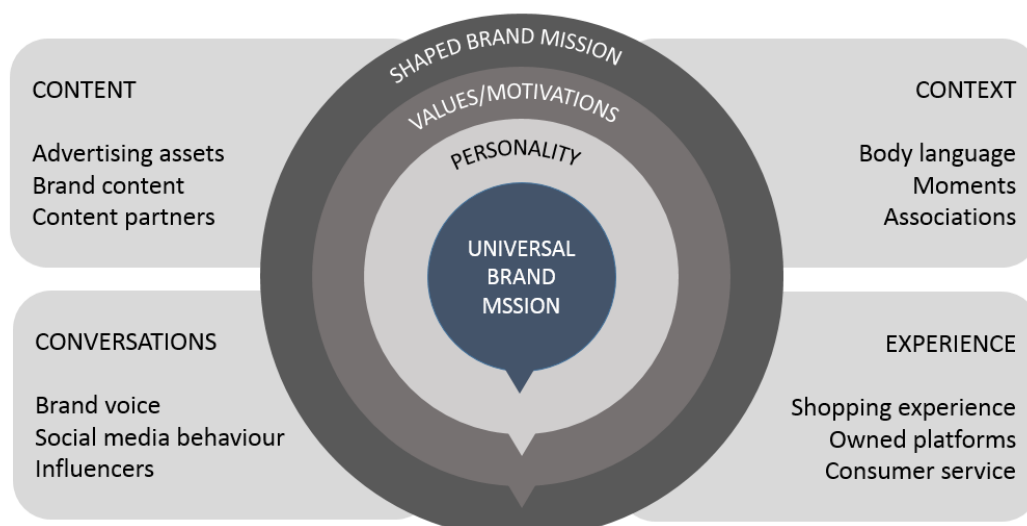 SHAPED BRAND MISSION
VALUES/MOTIVATIONS
PERSONALITY
UNIVERSAL
BRAND
MSSION
CONTENT
Advertising assets
Brand content
Content partners
CONTEXT
Body language
Moments
Associations
CONVERSATIONS
Brand voice
Social media behaviour
Influencers
EXPERIENCE
Shopping experience
Owned platforms
Consumer service